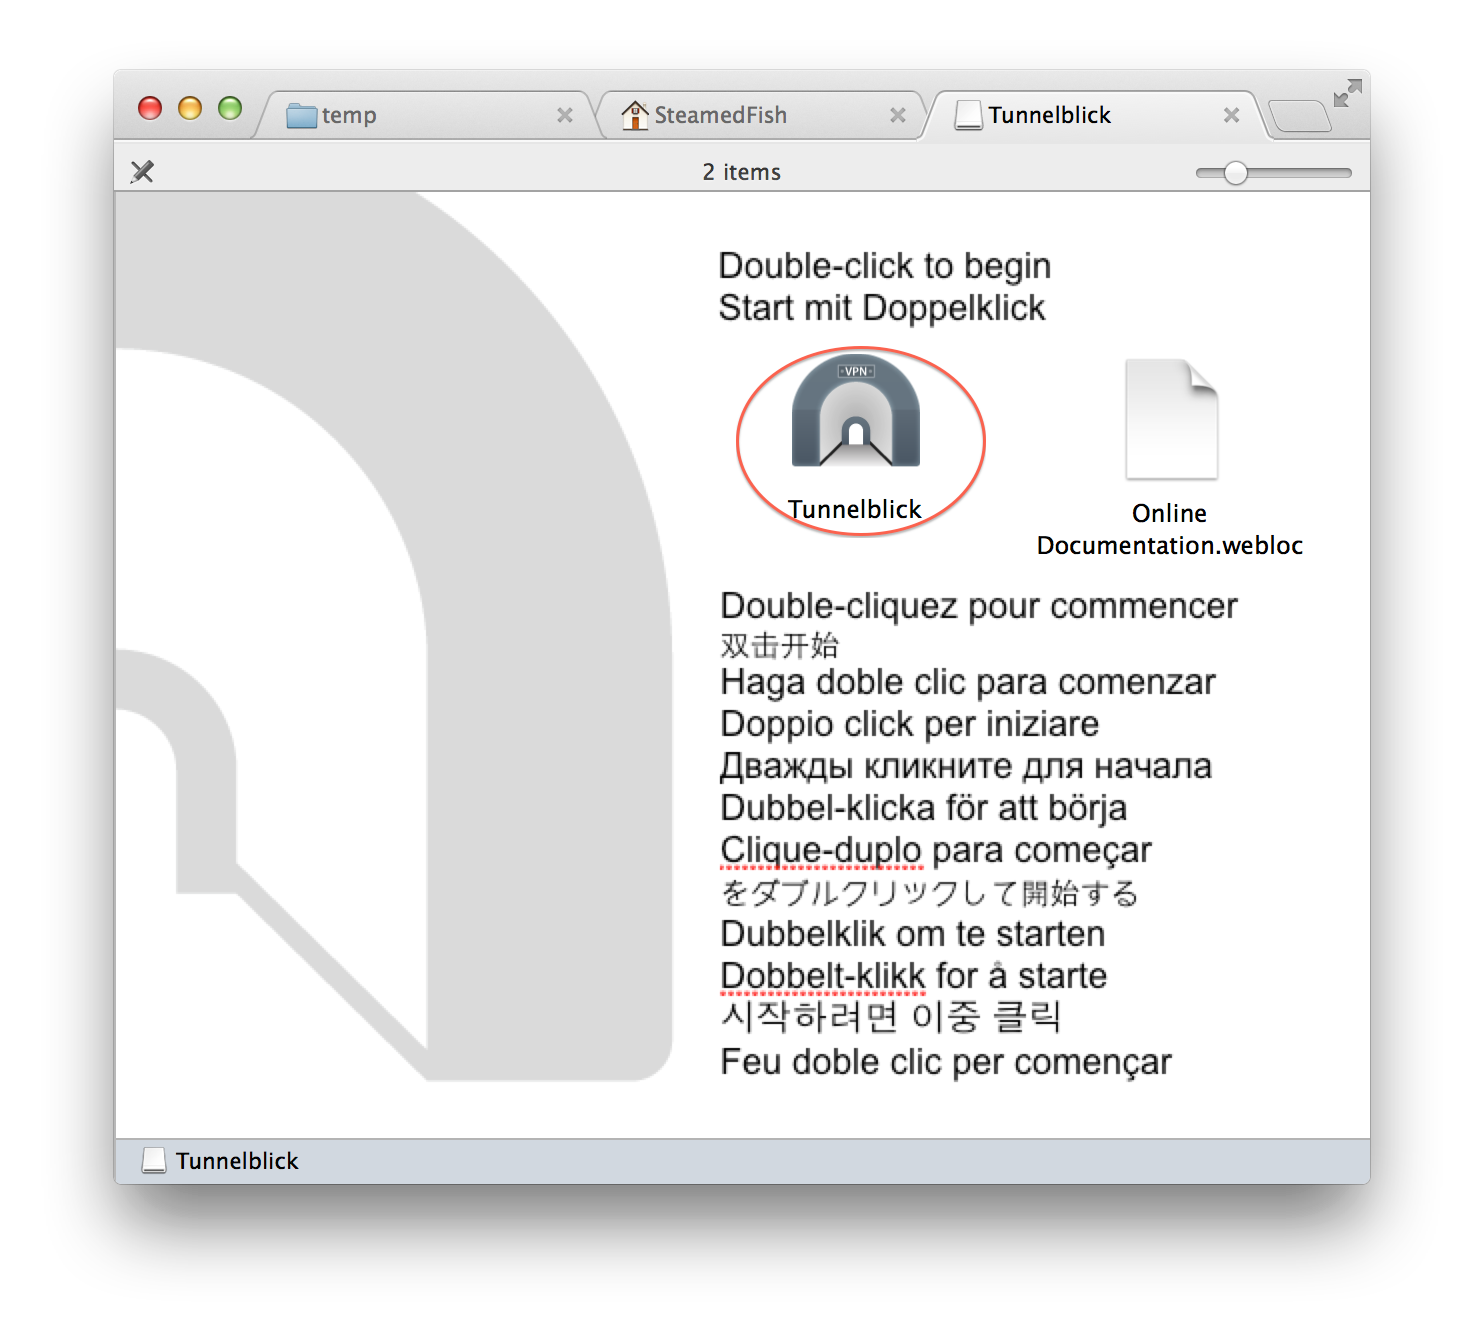 temp
SteamedFish
Tunnelblick
2 items
Double-click to begin
Start mit Doppelklick
VPN
Tunnelblick
Online
Documentation.webloc
Double-cliquez pour commencer
双击开始
Haga doble clic para comenzar
Doppio click per iniziare
Дважды кликните для начала
Dubbel-klicka för att börja
Clique-duplo para começar
をダブルクリックして開始する
Dubbelklik om te starten
Dobbelt-klikk for å starte
시작하려면 이중 클릭
Feu doble clic per començar
Tunnelblick